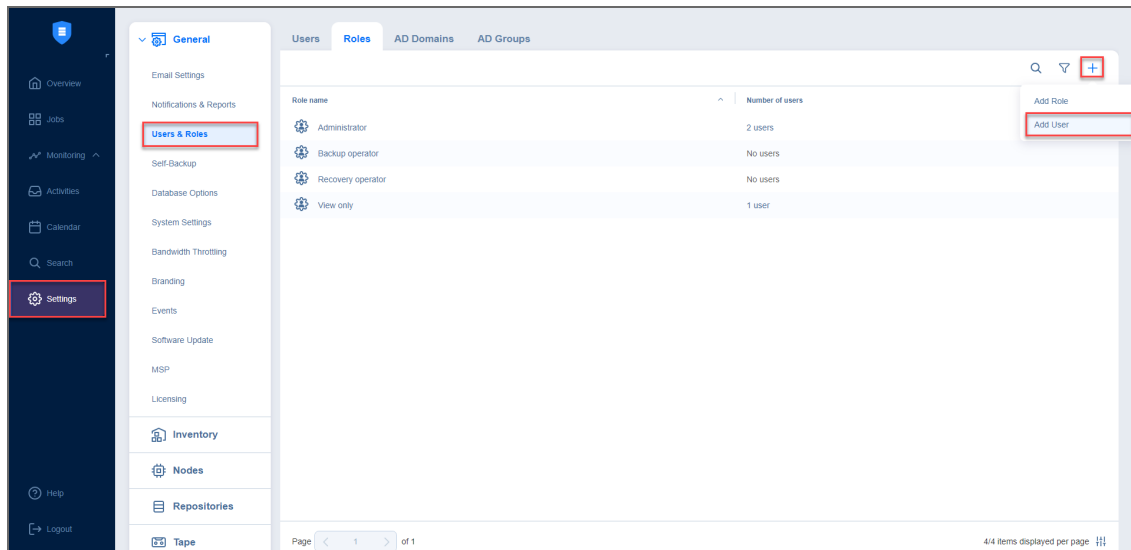 Overview
Jobs
Monitoring
Activities
Calendar
Search
Settings
Help
Logout
General
Email Settings
Notifications & Reports
Users & Roles
Self-Backup
Database Options
System Settings
Bandwidth Throttling
Branding
Events
Software Update
MSP
Licensing
Inventory
Nodes
Repositories
Tape
Users Roles AD Domains AD Groups
Add Role
Add User
Role name Number of users
Administrator 2 users
Backup operator No users
Recovery operator No users
View only 1 user
Page 1 of 1 4/4 items displayed per page